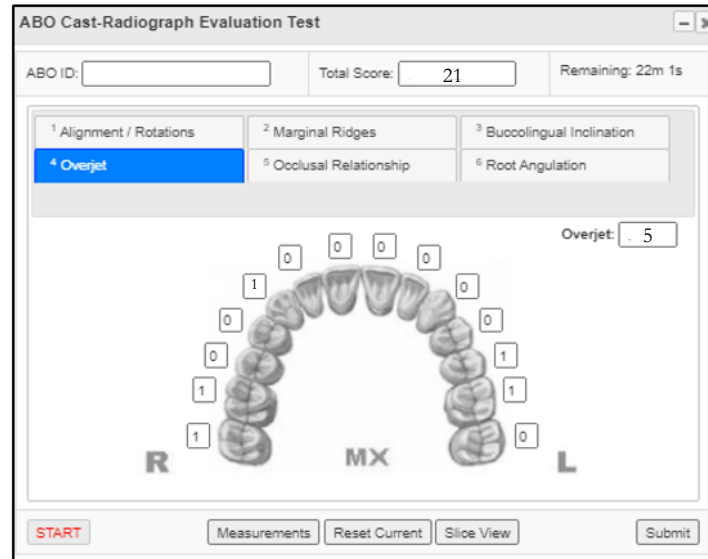 ABO Cast-Radiograph Evaluation Test
ABO ID: Total Score: 21 Remaining: 22m 1s
1 Alignment / Rotations 2 Marginal Ridges 3 Buccolingual Inclination
4 Overjet 5 Occlusal Relationship 6 Root Angulation
Overjet: . 5
0 0 0 0
1 0
0 0
0 1
1 1
1 0
R MX L
START Measurements Reset Current Slice View Submit